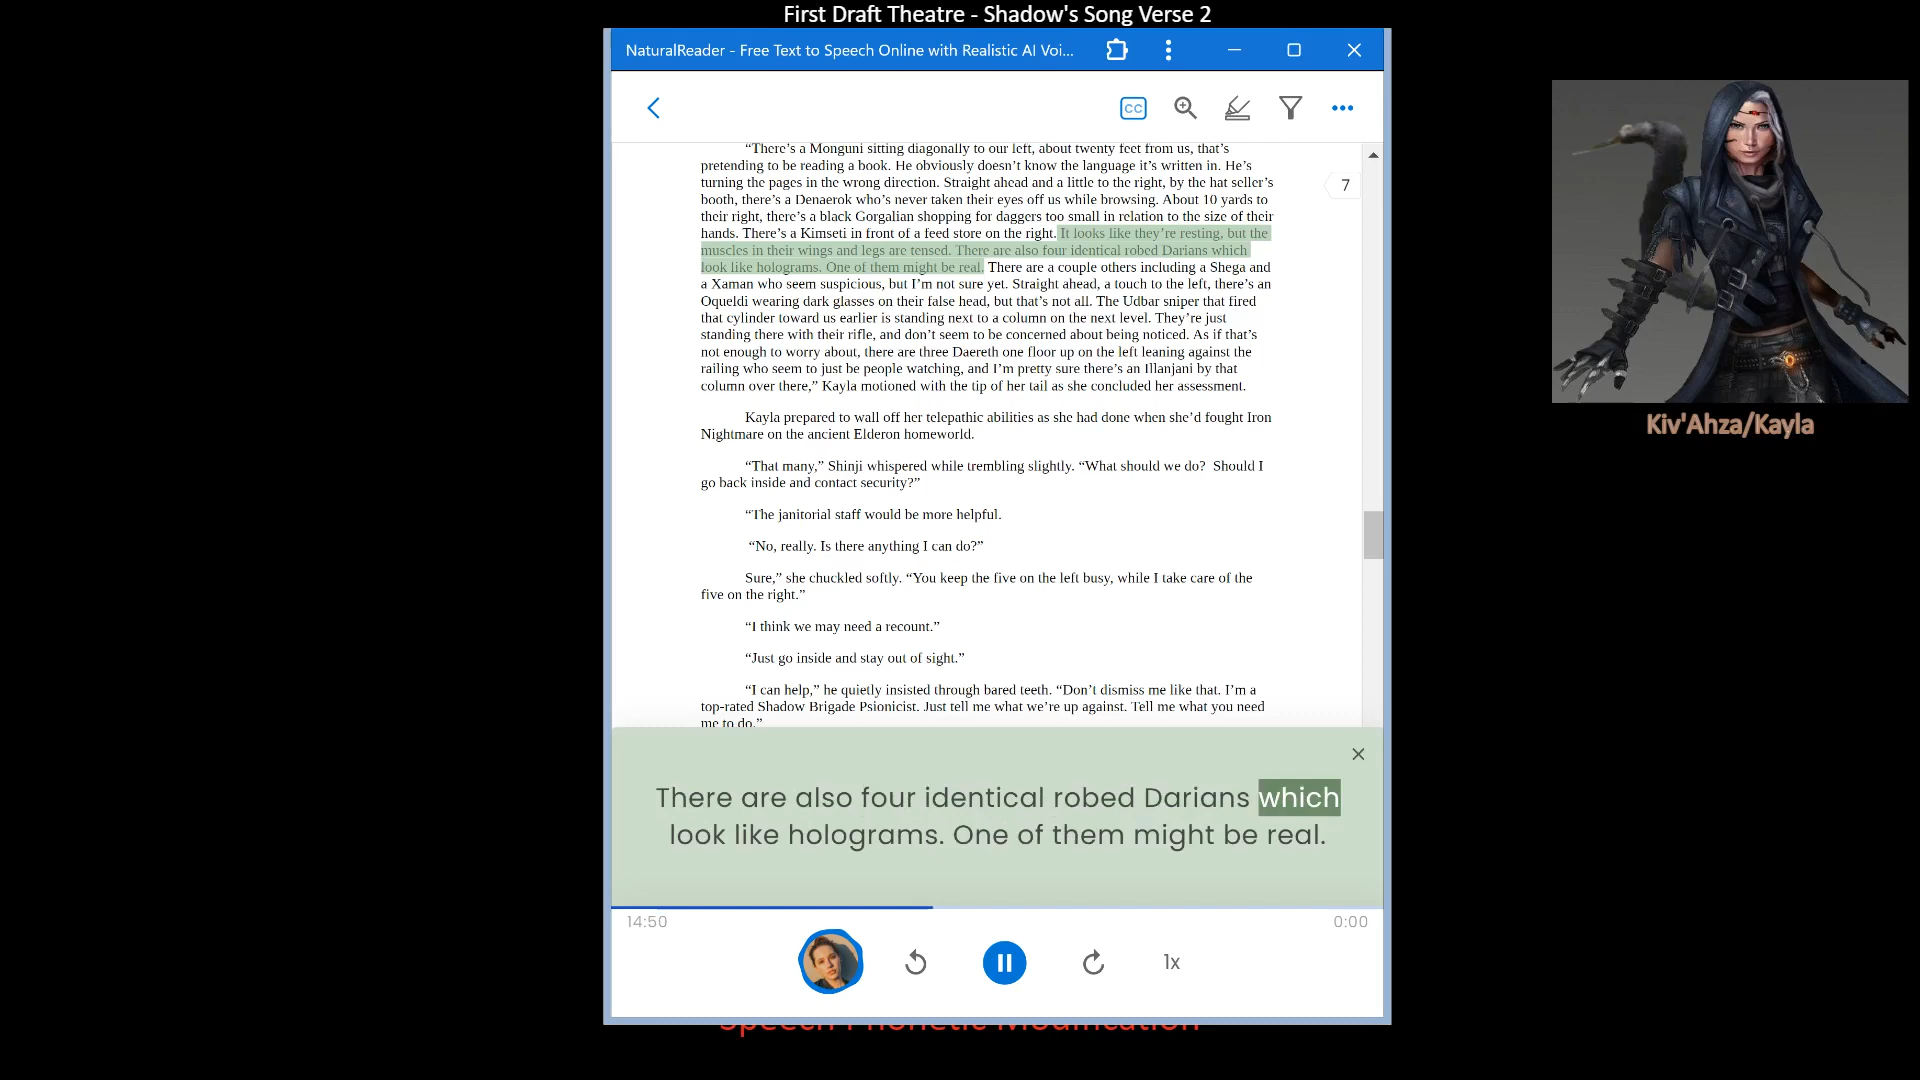 First Draft Theatre - Shadow's Song Verse 2
NaturalReader - Free Text to Speech Online with Realistic AI Voi...
CC
7
“There’s a Monguni sitting diagonally to our left, about twenty feet from us, that’s
pretending to be reading a book. He obviously doesn’t know the language it’s written in. He’s
turning the pages in the wrong direction. Straight ahead and a little to the right, by the hat seller’s
booth, there’s a Denaerok who’s never taken their eyes off us while browsing. About 10 yards to
their right, there’s a black Gorgalian shopping for daggers too small in relation to the size of their
hands. There’s a Kimseti in front of a feed store on the right. It looks like they’re resting, but the
muscles in their wings and legs are tensed. There are also four identical robed Darians which
look like holograms. One of them might be real. There are a couple others including a Shega and
a Xaman who seem suspicious, but I’m not sure yet. Straight ahead, a touch to the left, there’s an
Oqueldi wearing dark glasses on their false head, but that’s not all. The Udbar sniper that fired
that cylinder toward us earlier is standing next to a column on the next level. They’re just
standing there with their rifle, and don’t seem to be concerned about being noticed. As if that’s
not enough to worry about, there are three Daereth one floor up on the left leaning against the
railing who seem to just be people watching, and I’m pretty sure there’s an Illanjani by that
column over there,” Kayla motioned with the tip of her tail as she concluded her assessment.
Kayla prepared to wall off her telepathic abilities as she had done when she’d fought Iron
Nightmare on the ancient Elderon homeworld.
“That many,” Shinji whispered while trembling slightly. “What should we do?  Should I
go back inside and contact security?”
“The janitorial staff would be more helpful.
“No, really. Is there anything I can do?”
Sure,” she chuckled softly. “You keep the five on the left busy, while I take care of the
five on the right.”
“I think we may need a recount.”
“Just go inside and stay out of sight.”
“I can help,” he quietly insisted through bared teeth. “Don’t dismiss me like that. I’m a
top-rated Shadow Brigade Psionicist. Just tell me what we’re up against. Tell me what you need
me to do.”
There are also four identical robed Darians which
look like holograms. One of them might be real.
14:50
0:00
1x
Speech Phonetic Modification
Kiv'Ahza/Kayla